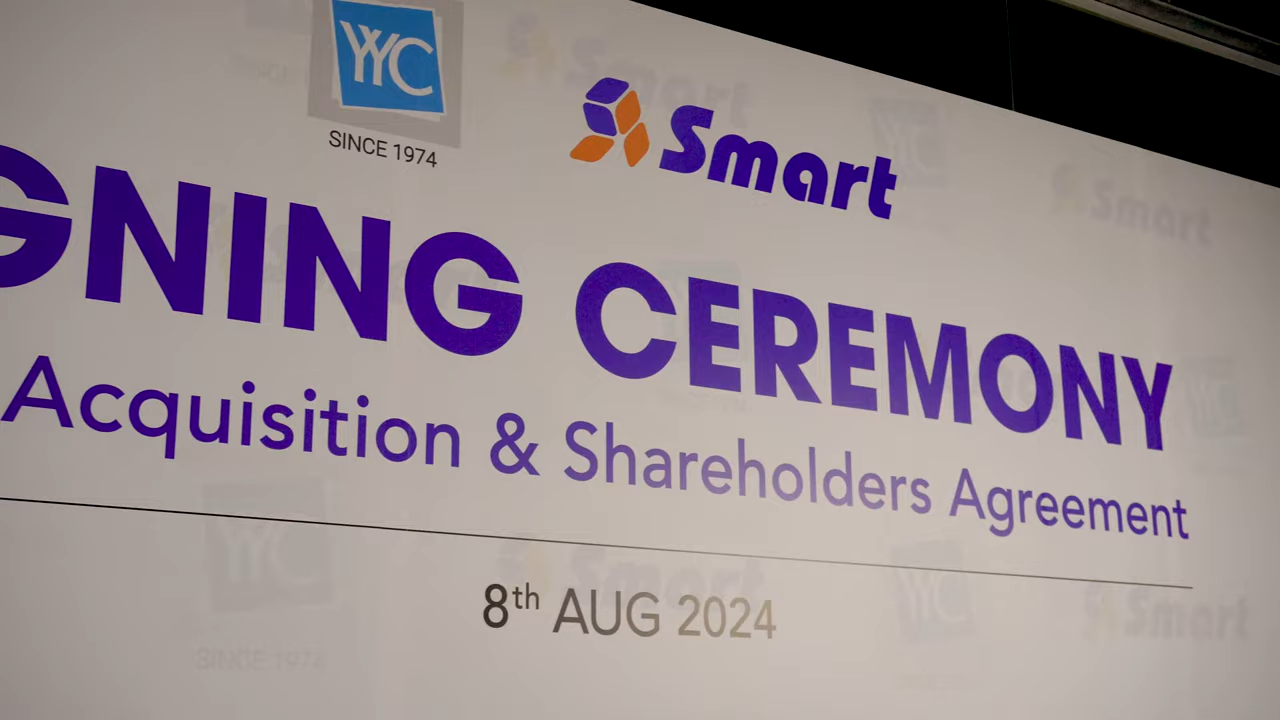 YYC
SINCE 1974
Smart
GNING CEREMONY
Acquisition & Shareholders Agreement
8th AUG 2024